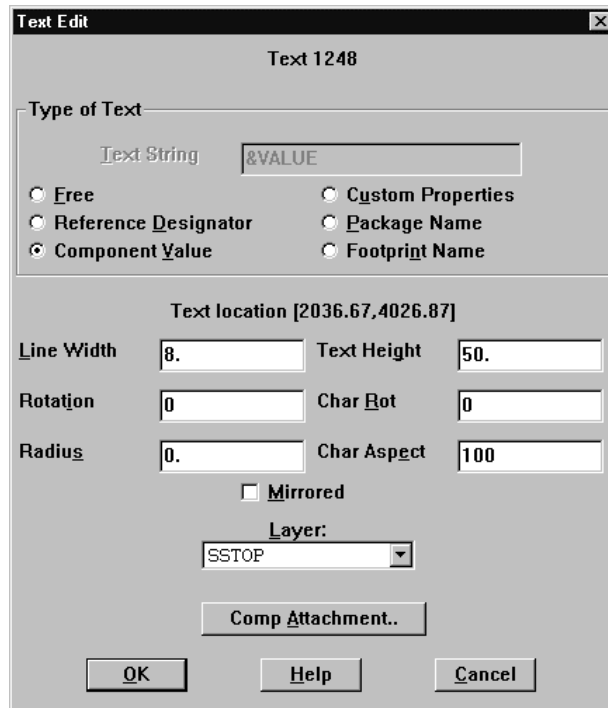 Text Edit
Text 1248
Type of Text
Text String &VALUE
Free Custom Properties
Reference Designator Package Name
Component Value Footprint Name
Text location [2036.67,4026.87]
Line Width 8. Text Height 50.
Rotation 0 Char Rot 0
Radius 0. Char Aspect 100
Mirrored
Layer:
SSTOP
Comp Attachment..
OK Help Cancel